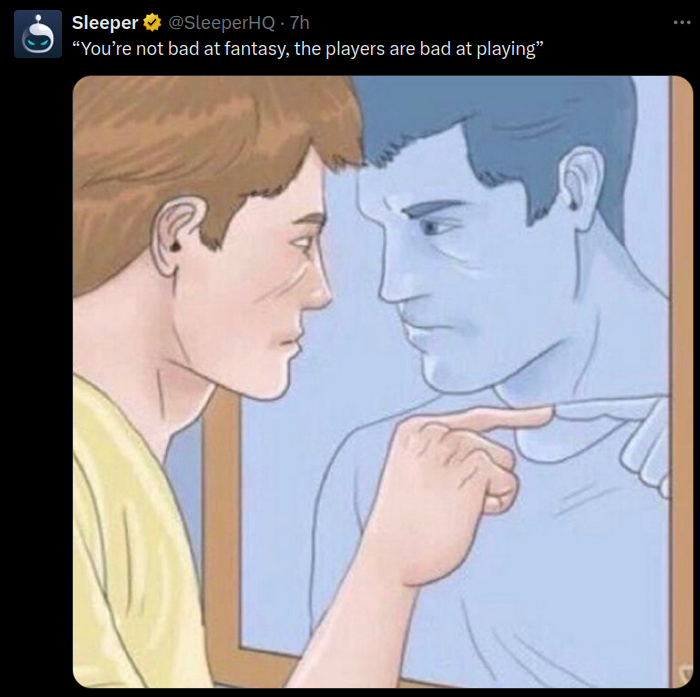 Sleeper @SleeperHQ · 7h
“You’re not bad at fantasy, the players are bad at playing”